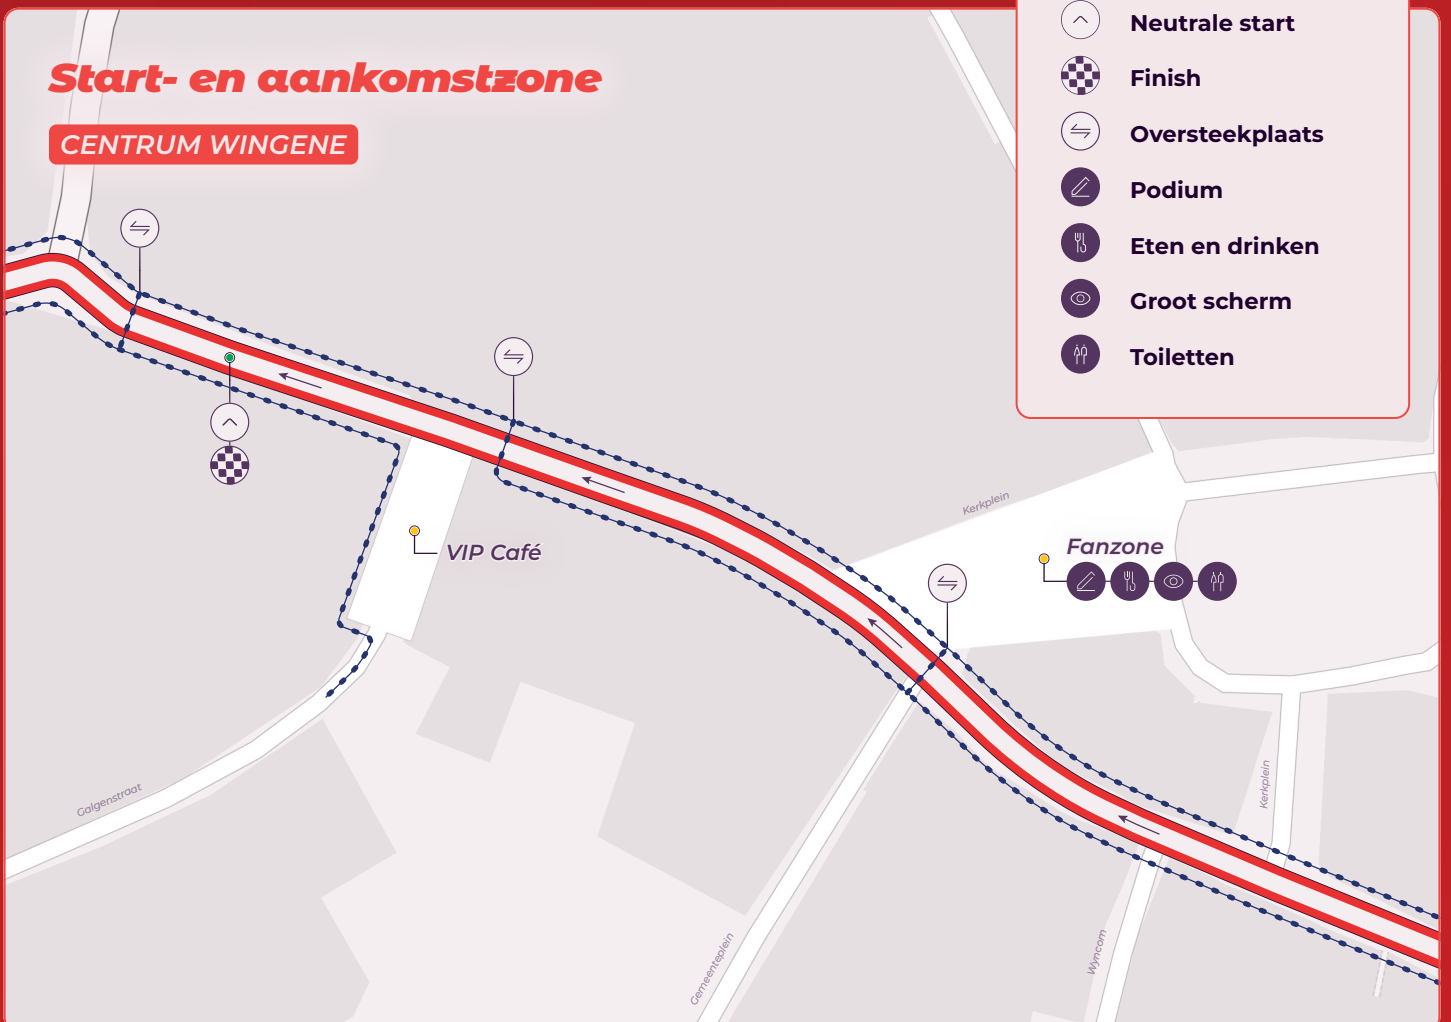 Start- en aankomstzone
CENTRUM WINGENE
Neutrale start
Finish
Oversteekplaats
Podium
Eten en drinken
Groot scherm
Toiletten
Kerkplein
Fanzone
VIP Café
Galgenstraat
Kerkplein
Gemeenteplein
Wyncom